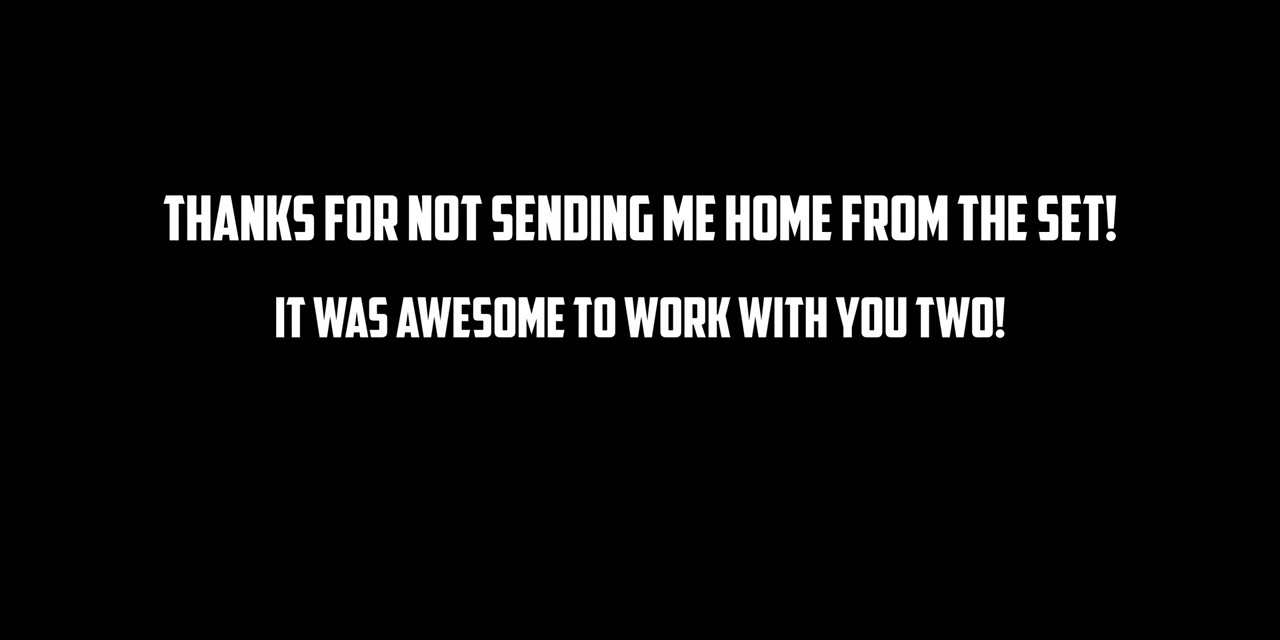 THANKS FOR NOT SENDING ME HOME FROM THE SET!
IT WAS AWESOME TO WORK WITH YOU TWO!